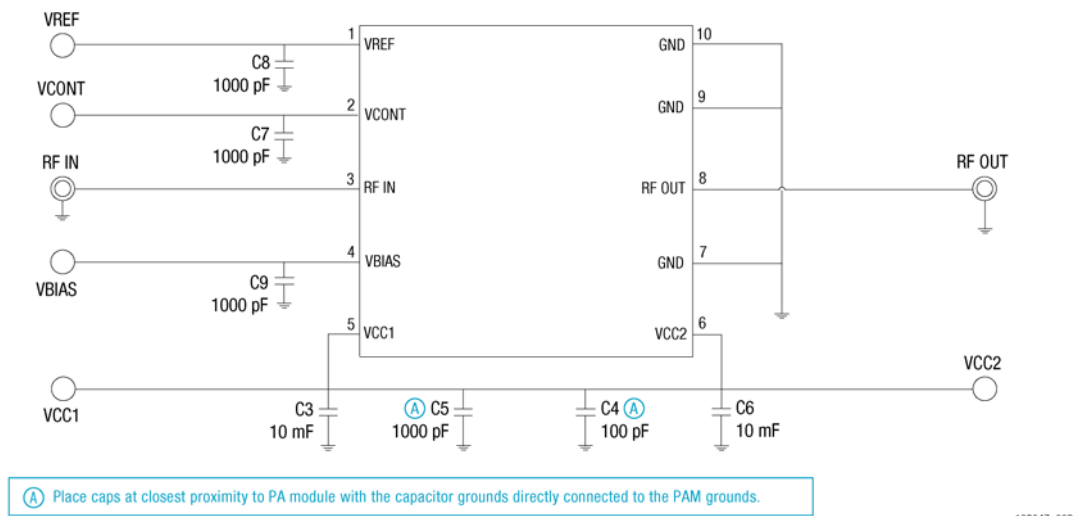 VREF
1
VREF
C8
1000 pF
VCONT
2
VCONT
C7
1000 pF
RF IN
3
RF IN
4
VBIAS
VBIAS
C9
1000 pF
5
VCC1
VCC1
C3
10 mF
A C5
1000 pF
C4 A
100 pF
C6
10 mF
10
GND
9
GND
8
RF OUT
RF OUT
7
GND
6
VCC2
VCC2
A Place caps at closest proximity to PA module with the capacitor grounds directly connected to the PAM grounds.